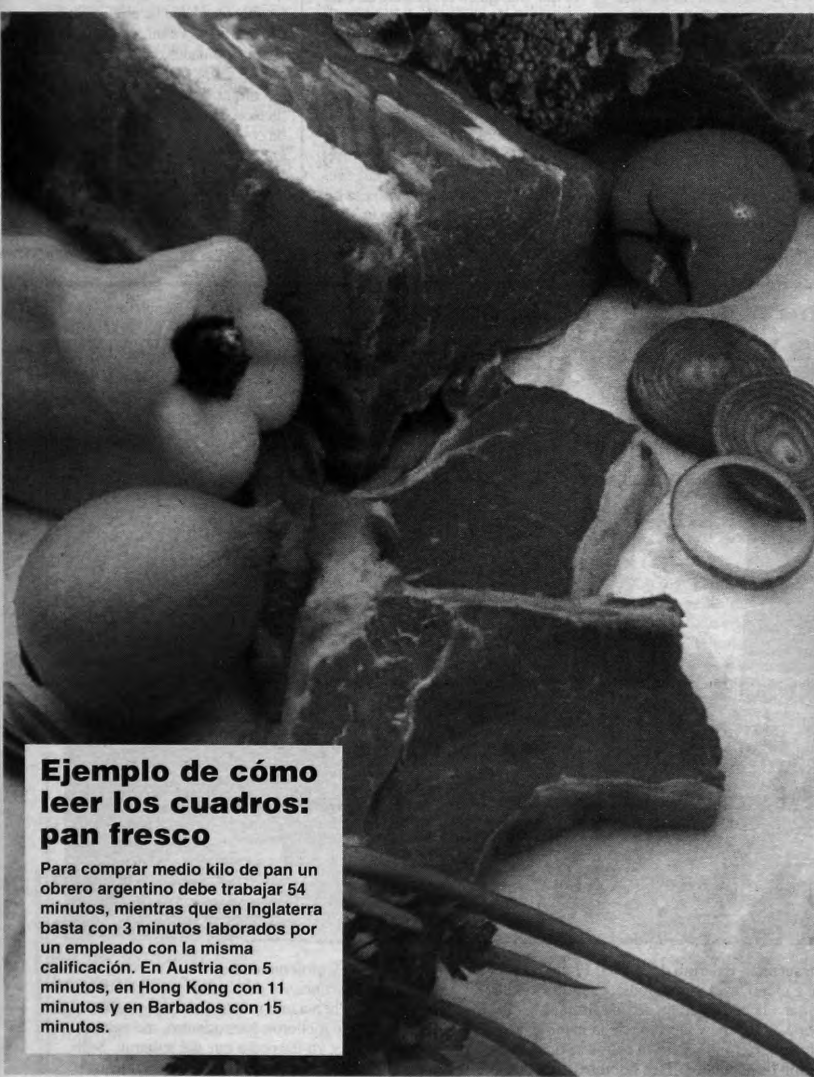 Ejemplo de cómo
leer los cuadros:
pan fresco
Para comprar medio kilo de pan un
obrero argentino debe trabajar 54
minutos, mientras que en Inglaterra
basta con 3 minutos laborados por
un empleado con la misma
calificación. En Austria con 5
minutos, en Hong Kong con 11
minutos y en Barbados con 15
minutos.